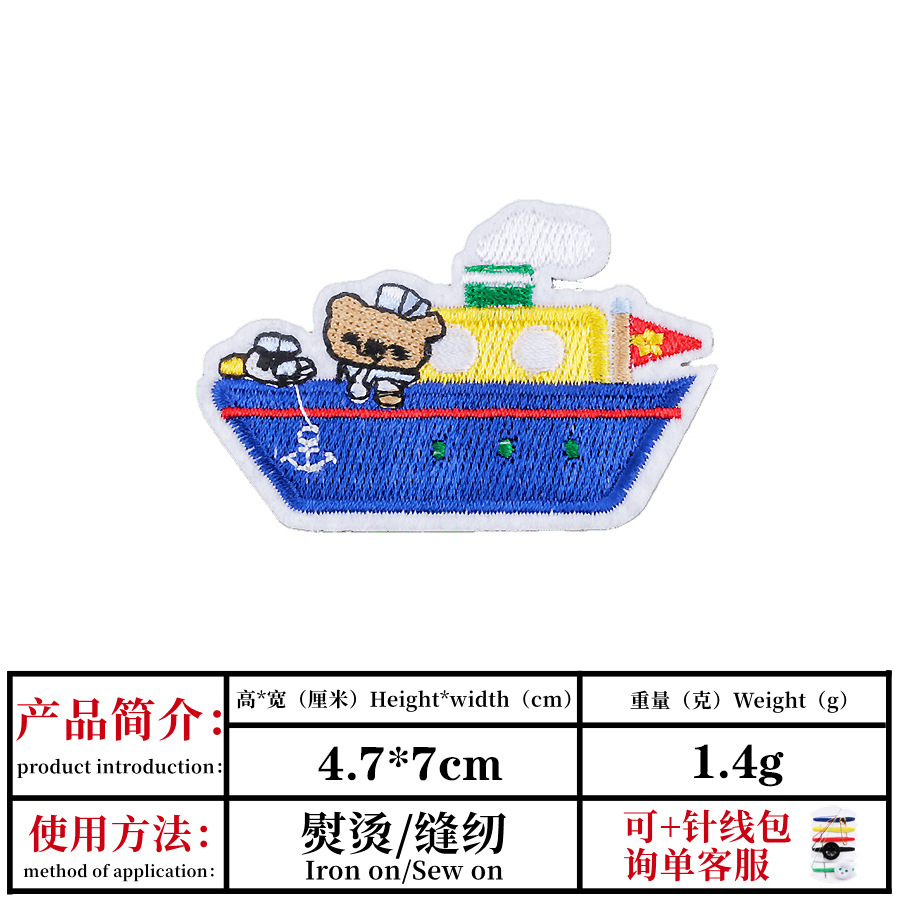 产品简介：
product introduction：
高*宽（厘米）Height*width（cm）
重量（克）Weight（g）
4.7*7cm
1.4g
使用方法：
method of application：
熨烫/缝纫
Iron on/Sew on
可+针线包
询单客服